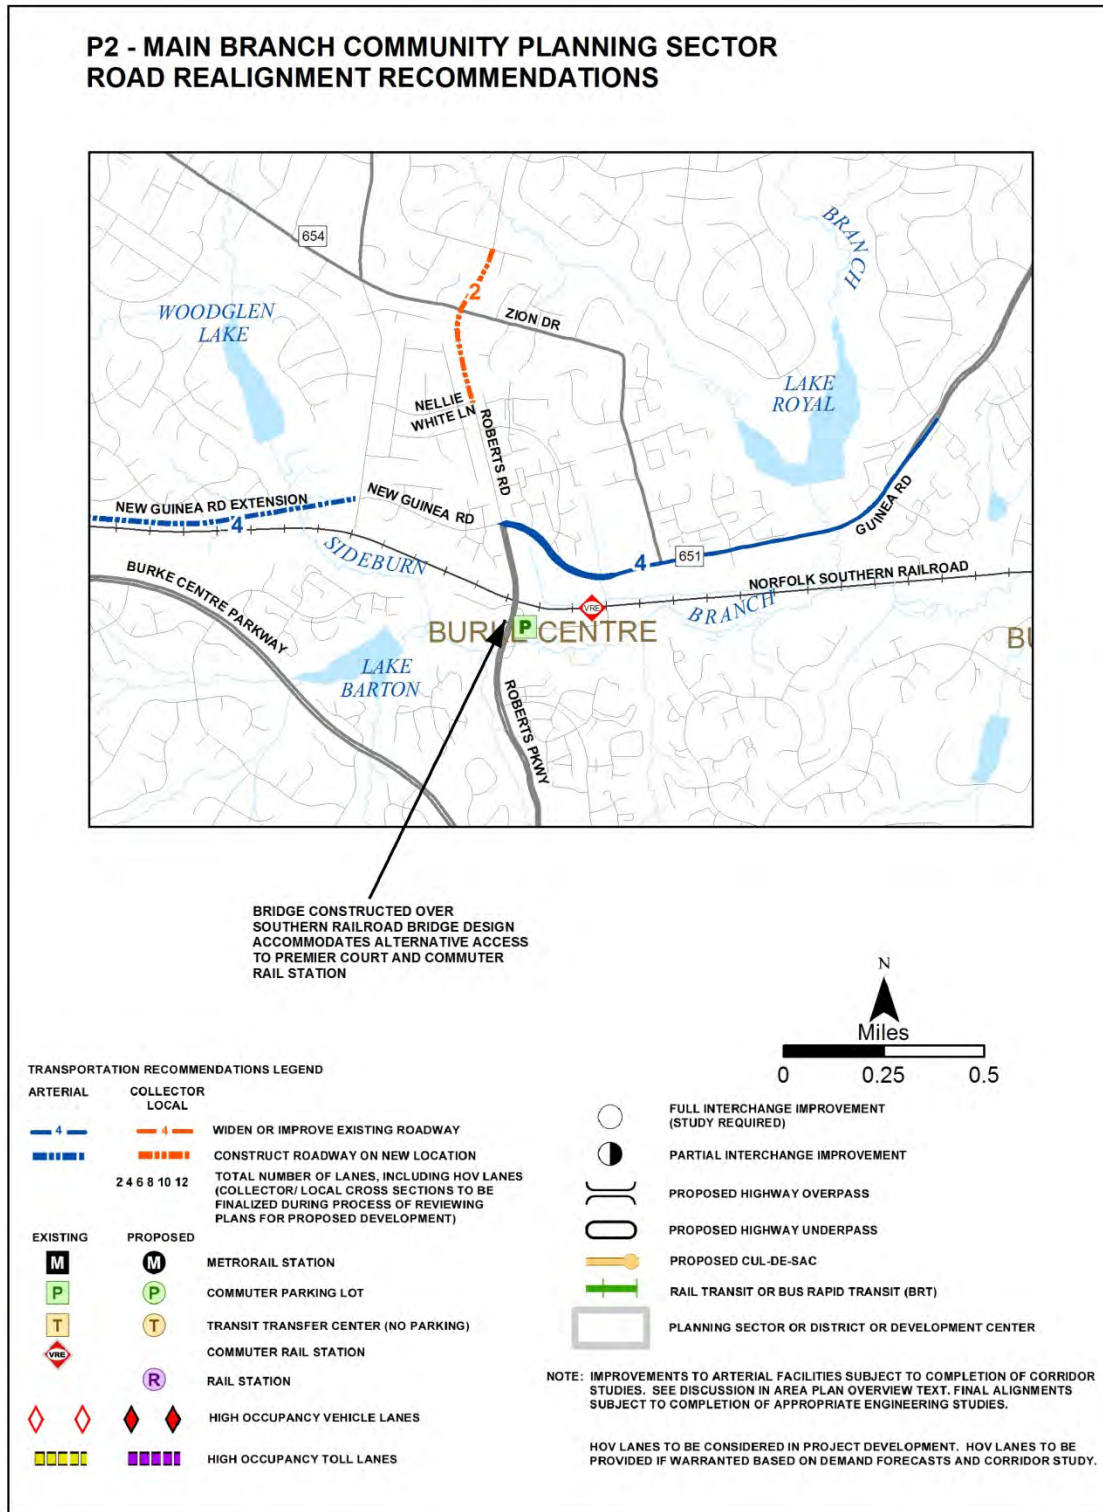 P2 - MAIN BRANCH COMMUNITY PLANNING SECTOR
ROAD REALIGNMENT RECOMMENDATIONS
654
BRANCH
WOODGLEN
LAKE
2
ZION DR
LAKE
ROYAL
NELLIE
WHITE LN
ROBERTS RD
NEW GUINEA RD EXTENSION
4
NEW GUINEA RD
GUINEA RD
SIDEBURN
4
651
NORFOLK SOUTHERN RAILROAD
BURKE CENTRE PARKWAY
VRE
BRANCH
P
BURKE CENTRE
BU
LAKE
BARTON
ROBERTS PKWY
BRIDGE CONSTRUCTED OVER
SOUTHERN RAILROAD BRIDGE DESIGN
ACCOMMODATES ALTERNATIVE ACCESS
TO PREMIER COURT AND COMMUTER
RAIL STATION
N
Miles
0 0.25 0.5
TRANSPORTATION RECOMMENDATIONS LEGEND
ARTERIAL
COLLECTOR
LOCAL
4 4 WIDEN OR IMPROVE EXISTING ROADWAY
CONSTRUCT ROADWAY ON NEW LOCATION
2 4 6 8 10 12 TOTAL NUMBER OF LANES, INCLUDING HOV LANES
(COLLECTOR/ LOCAL CROSS SECTIONS TO BE
FINALIZED DURING PROCESS OF REVIEWING
PLANS FOR PROPOSED DEVELOPMENT)
EXISTING PROPOSED
M M METRORAIL STATION
P P COMMUTER PARKING LOT
T T TRANSIT TRANSFER CENTER (NO PARKING)
VRE COMMUTER RAIL STATION
R RAIL STATION
HIGH OCCUPANCY VEHICLE LANES
HIGH OCCUPANCY TOLL LANES
FULL INTERCHANGE IMPROVEMENT
(STUDY REQUIRED)
PARTIAL INTERCHANGE IMPROVEMENT
PROPOSED HIGHWAY OVERPASS
PROPOSED HIGHWAY UNDERPASS
PROPOSED CUL-DE-SAC
RAIL TRANSIT OR BUS RAPID TRANSIT (BRT)
PLANNING SECTOR OR DISTRICT OR DEVELOPMENT CENTER
NOTE: IMPROVEMENTS TO ARTERIAL FACILITIES SUBJECT TO COMPLETION OF CORRIDOR
STUDIES. SEE DISCUSSION IN AREA PLAN OVERVIEW TEXT. FINAL ALIGNMENTS
SUBJECT TO COMPLETION OF APPROPRIATE ENGINEERING STUDIES.
HOV LANES TO BE CONSIDERED IN PROJECT DEVELOPMENT. HOV LANES TO BE
PROVIDED IF WARRANTED BASED ON DEMAND FORECASTS AND CORRIDOR STUDY.